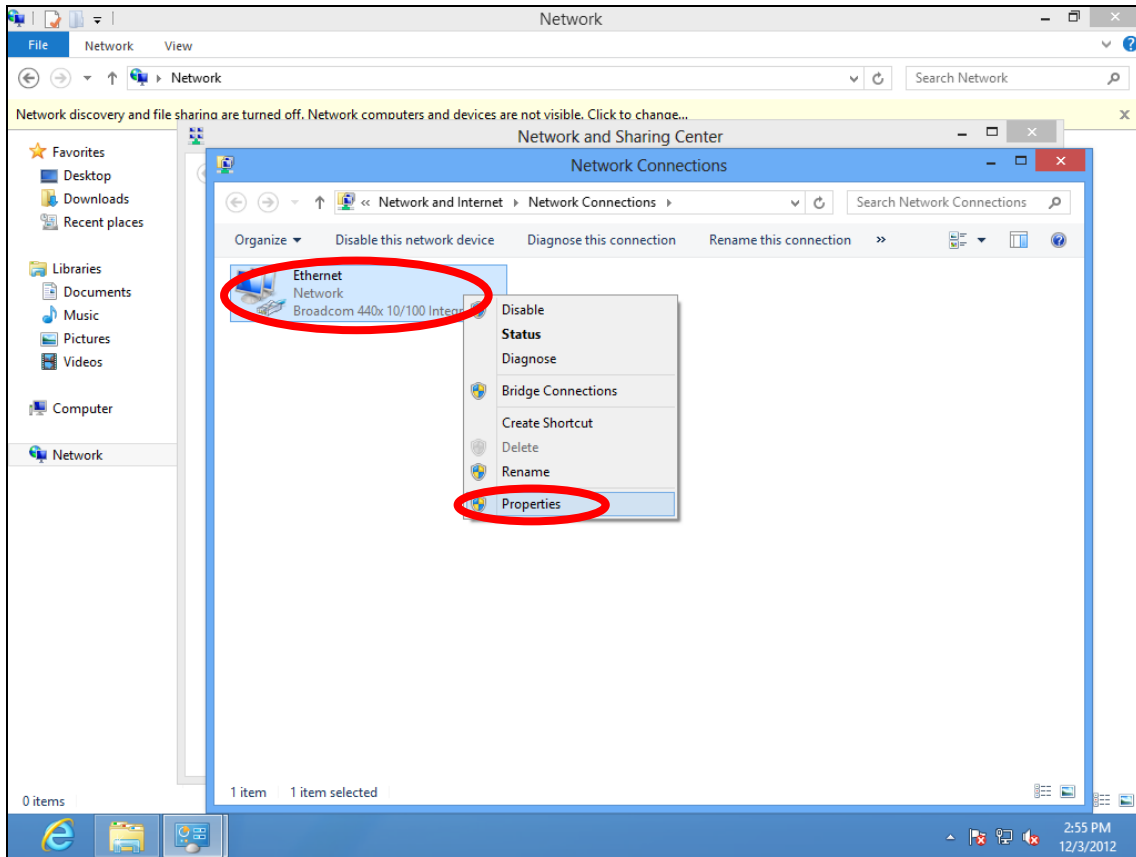 Network
File Network View
Network
Search Network
Network discovery and file sharing are turned off. Network computers and devices are not visible. Click to change...
Network and Sharing Center
Favorites
Desktop
Downloads
Recent places
Libraries
Documents
Music
Pictures
Videos
Computer
Network
0 items
Network Connections
« Network and Internet Network Connections
Search Network Connections
Organize Disable this network device Diagnose this connection Rename this connection »
Ethernet
Network
Broadcom 440x 10/100
Disable
Status
Diagnose
Bridge Connections
Create Shortcut
Delete
Rename
Properties
1 item 1 item selected
2:55 PM
12/3/2012